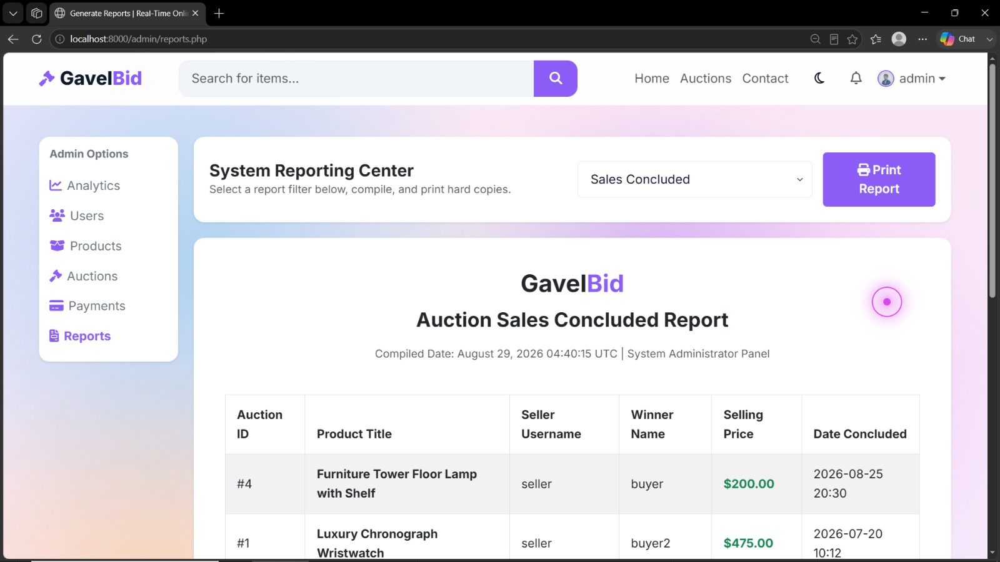 Generate Reports | Real-Time Onli
localhost:8000/admin/reports.php
Chat
GavelBid
Search for items...
Home Auctions Contact admin
Admin Options
Analytics
Users
Products
Auctions
Payments
Reports
System Reporting Center
Select a report filter below, compile, and print hard copies.
Sales Concluded
Print
Report
GavelBid
Auction Sales Concluded Report
Compiled Date: August 29, 2026 04:40:15 UTC | System Administrator Panel
Auction ID Product Title Seller Username Winner Name Selling Price Date Concluded
#4 Furniture Tower Floor Lamp with Shelf seller buyer $200.00 2026-08-25 20:30
#1 Luxury Chronograph Wristwatch seller buyer2 $475.00 2026-07-20 10:12